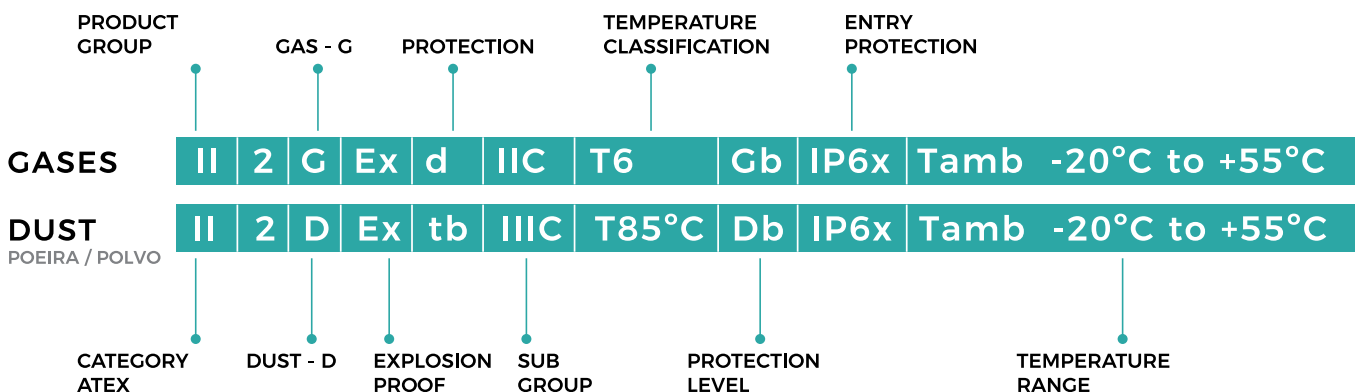 PRODUCT
GROUP
GAS - G
PROTECTION
TEMPERATURE
CLASSIFICATION
ENTRY
PROTECTION
GASES II 2 G Ex d IIC T6 Gb IP6x Tamb -20°C to +55°C
DUST II 2 D Ex tb IIIC T85°C Db IP6x Tamb -20°C to +55°C
POEIRA / POLVO
CATEGORY
ATEX
DUST - D
EXPLOSION
PROOF
SUB
GROUP
PROTECTION
LEVEL
TEMPERATURE
RANGE